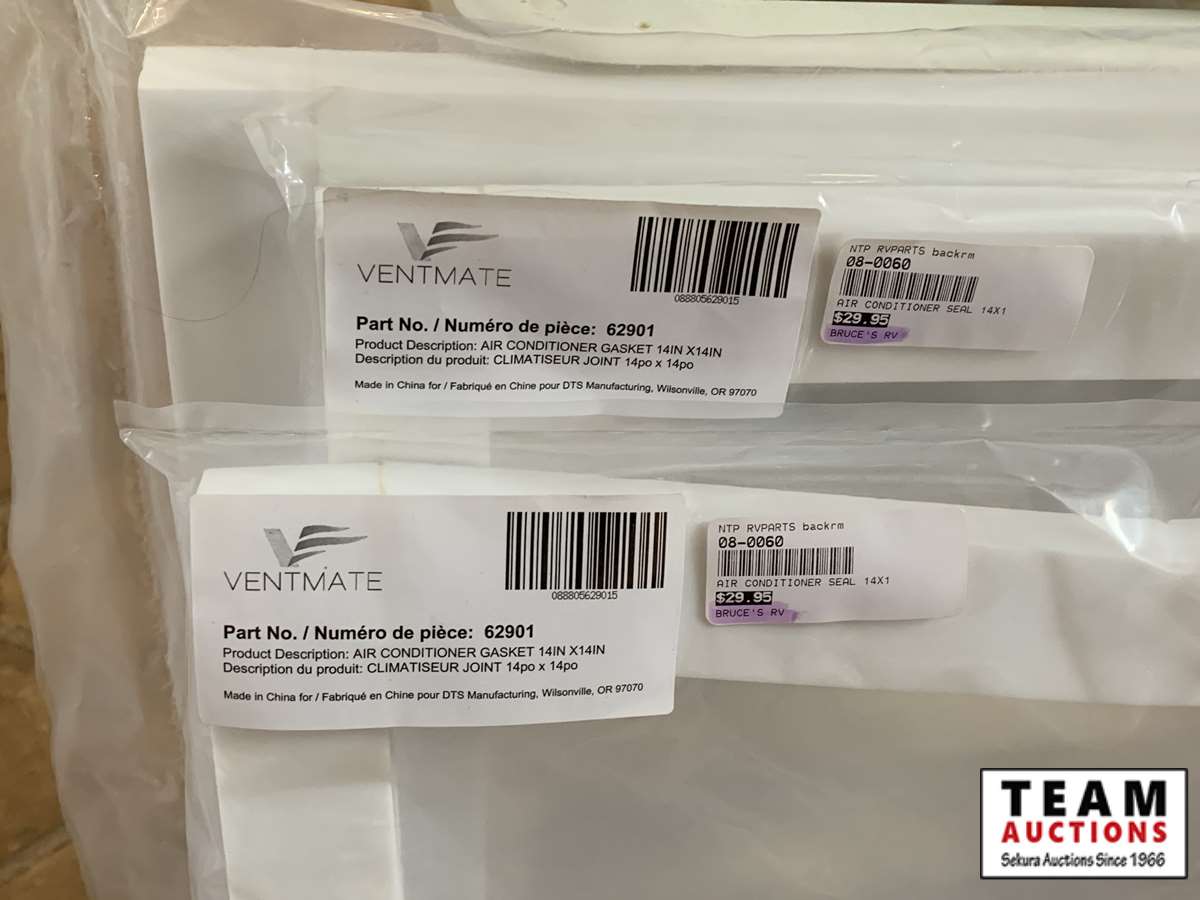 VENTMATE
088805629015
Part No. / Numéro de pièce: 62901
Product Description: AIR CONDITIONER GASKET 14IN X14IN
Description du produit: CLIMATISEUR JOINT 14po x 14po
Made in China for / Fabriqué en Chine pour DTS Manufacturing, Wilsonville, OR 97070
NTP RVPARTS backrm
08-0060
AIR CONDITIONER SEAL 14X1
$29.95
BRUCE'S RV
VENTMATE
088805629015
Part No. / Numéro de pièce: 62901
Product Description: AIR CONDITIONER GASKET 14IN X14IN
Description du produit: CLIMATISEUR JOINT 14po x 14po
Made in China for / Fabriqué en Chine pour DTS Manufacturing, Wilsonville, OR 97070
NTP RVPARTS backrm
08-0060
AIR CONDITIONER SEAL 14X1
$29.95
BRUCE'S RV
TEAM
AUCTIONS
Sekura Auctions Since 1966